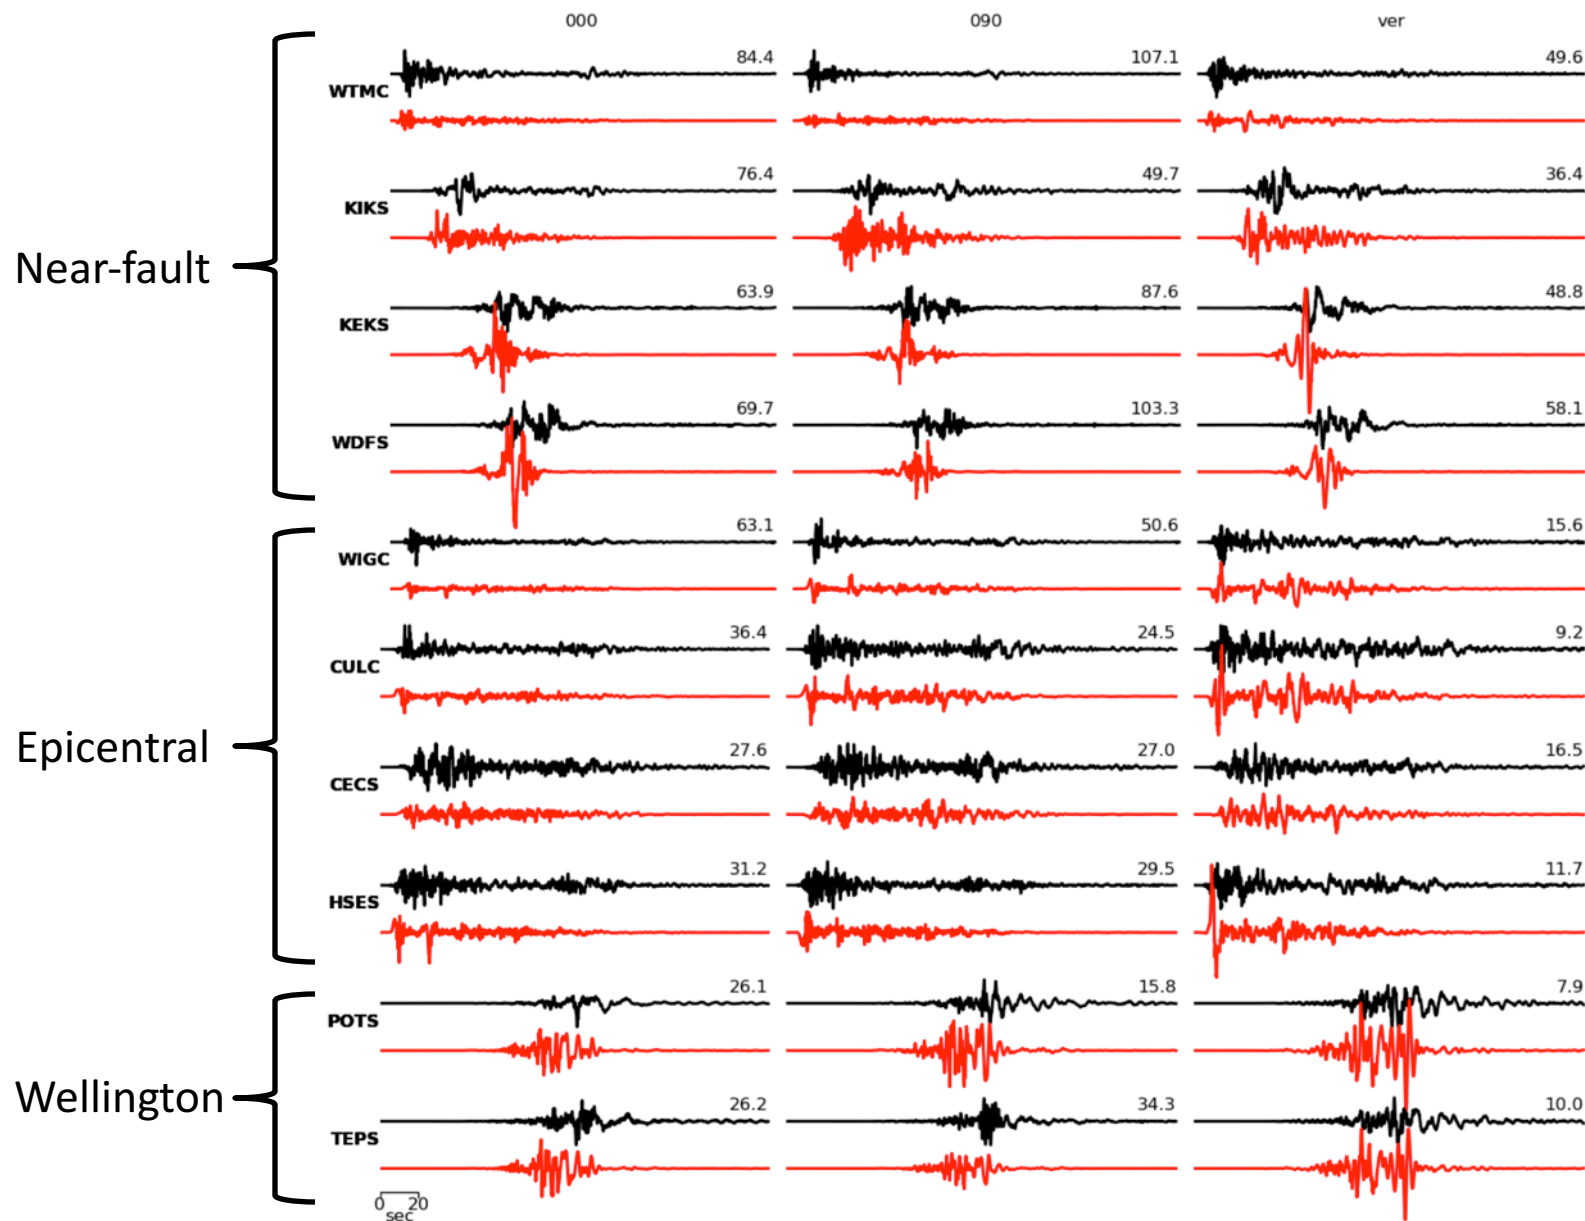 000 090 ver
84.4 107.1 49.6
WTMC
76.4 49.7 36.4
KIKS
Near-fault
63.9 87.6 48.8
KEKS
69.7 103.3 58.1
WDFS
63.1 50.6 15.6
WIGC
36.4 24.5 9.2
CULC
Epicentral
27.6 27.0 16.5
CECS
31.2 29.5 11.7
HSES
26.1 15.8 7.9
POTS
Wellington
26.2 34.3 10.0
TEPS
0 20
sec